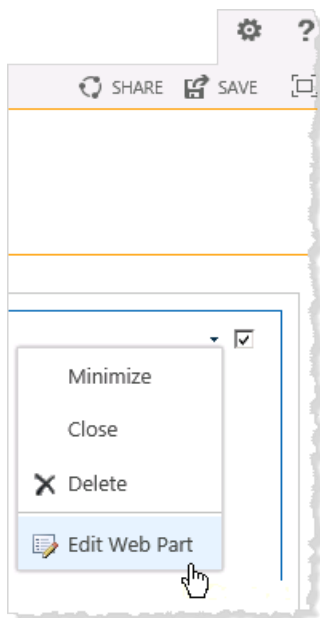 ?
SHARE SAVE
Minimize
Close
Delete
Edit Web Part